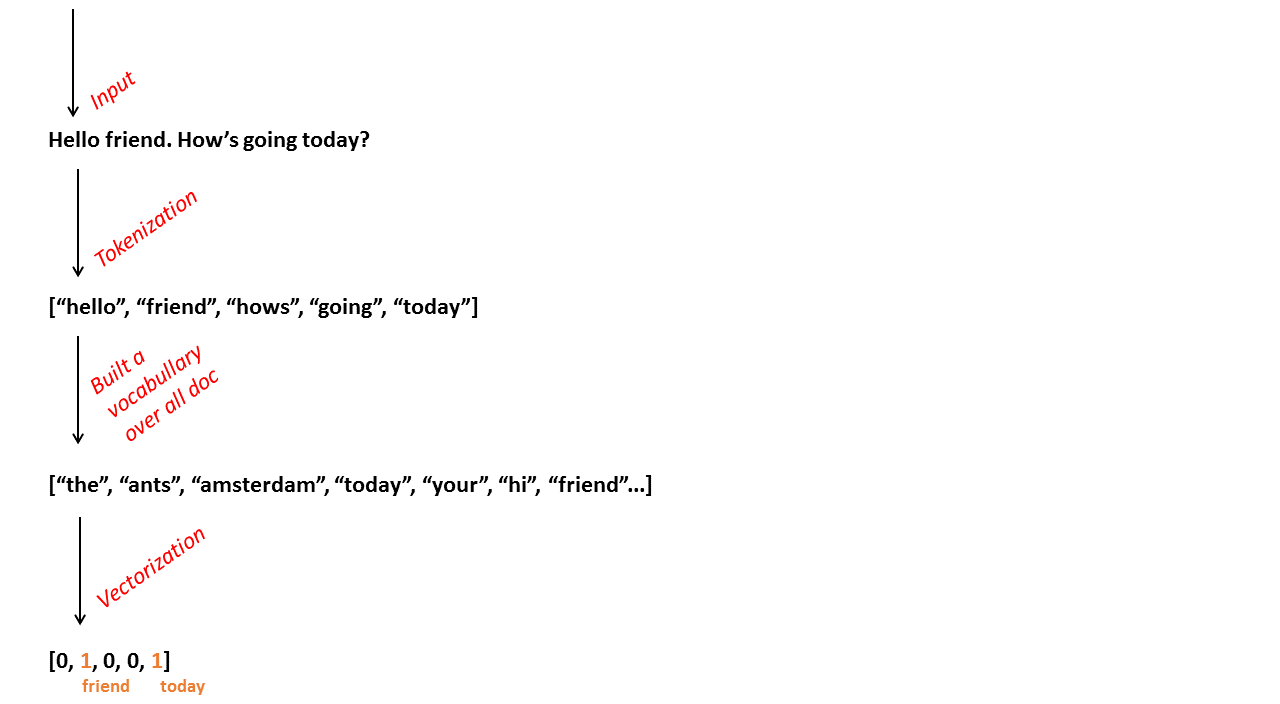 Input
Hello friend. How’s going today?
Tokenization
[“hello”, “friend”, “hows”, “going”, “today”]
Built a
vocabullary
over all doc
[“the”, “ants”, “amsterdam”, “today”, “your”, “hi”, “friend”...]
Vectorization
[0, 1, 0, 0, 1]
friend today